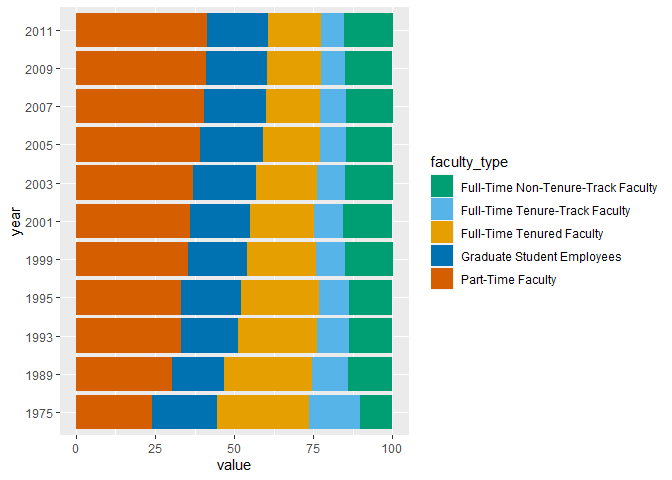 2011
2009
2007
2005
2003
2001
1999
1995
1993
1989
1975
year
0 25 50 75 100
value
faculty_type
Full-Time Non-Tenure-Track Faculty
Full-Time Tenure-Track Faculty
Full-Time Tenured Faculty
Graduate Student Employees
Part-Time Faculty